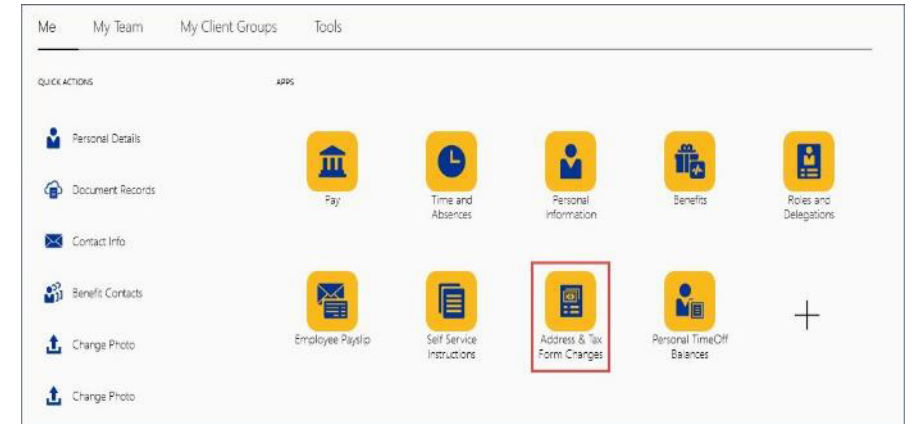 Me My Team My Client Groups Tools
QUICK ACTIONS
APPS
Personal Details
Document Records
Contact Info
Benefit Contacts
Change Photo
Change Photo
Pay
Time and
Absences
Personal
Information
Benefits
Roles and
Delegations
Employee Payslip
Self Service
Instructions
Address & Tax
Form Changes
Personal TimeOff
Balances